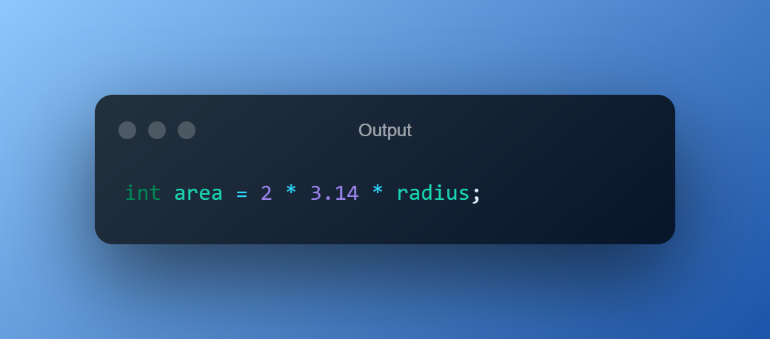 Output
int area = 2 * 3.14 * radius;